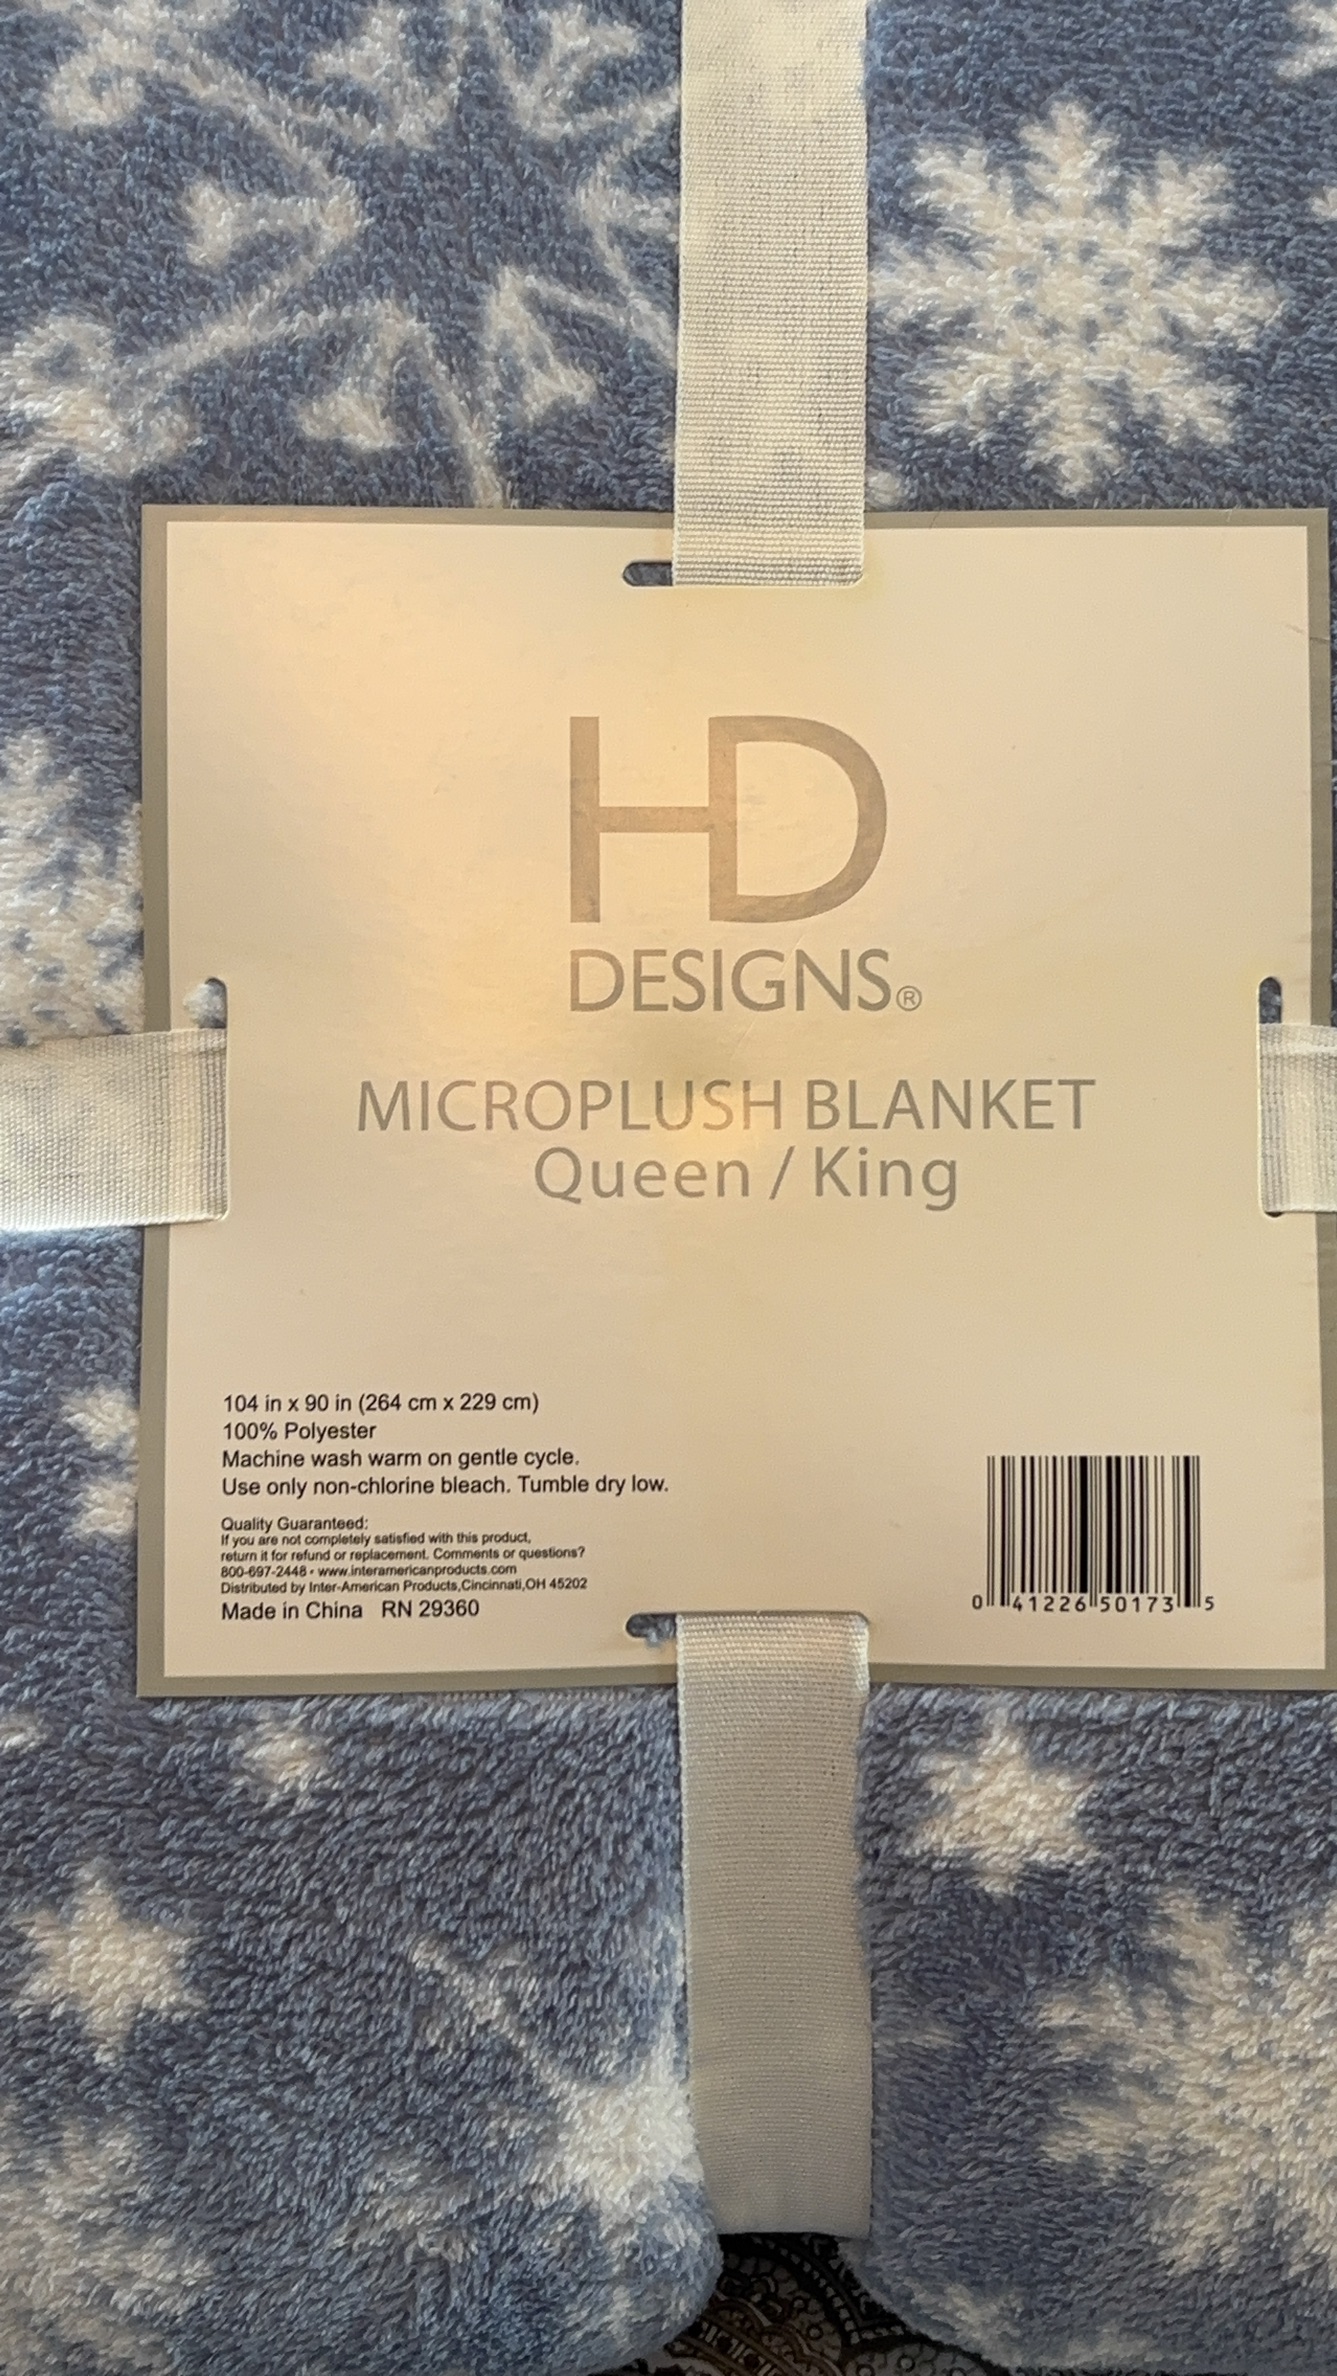 HD
DESIGNS®
MICROPLUSH BLANKET
Queen / King
104 in x 90 in (264 cm x 229 cm)
100% Polyester
Machine wash warm on gentle cycle.
Use only non-chlorine bleach. Tumble dry low.
Quality Guaranteed:
If you are not completely satisfied with this product,
return it for refund or replacement. Comments or questions?
800-697-2448 • www.interamericanproducts.com
Distributed by Inter-American Products,Cincinnati,OH 45202
Made in China RN 29360
0 41226 50173 5